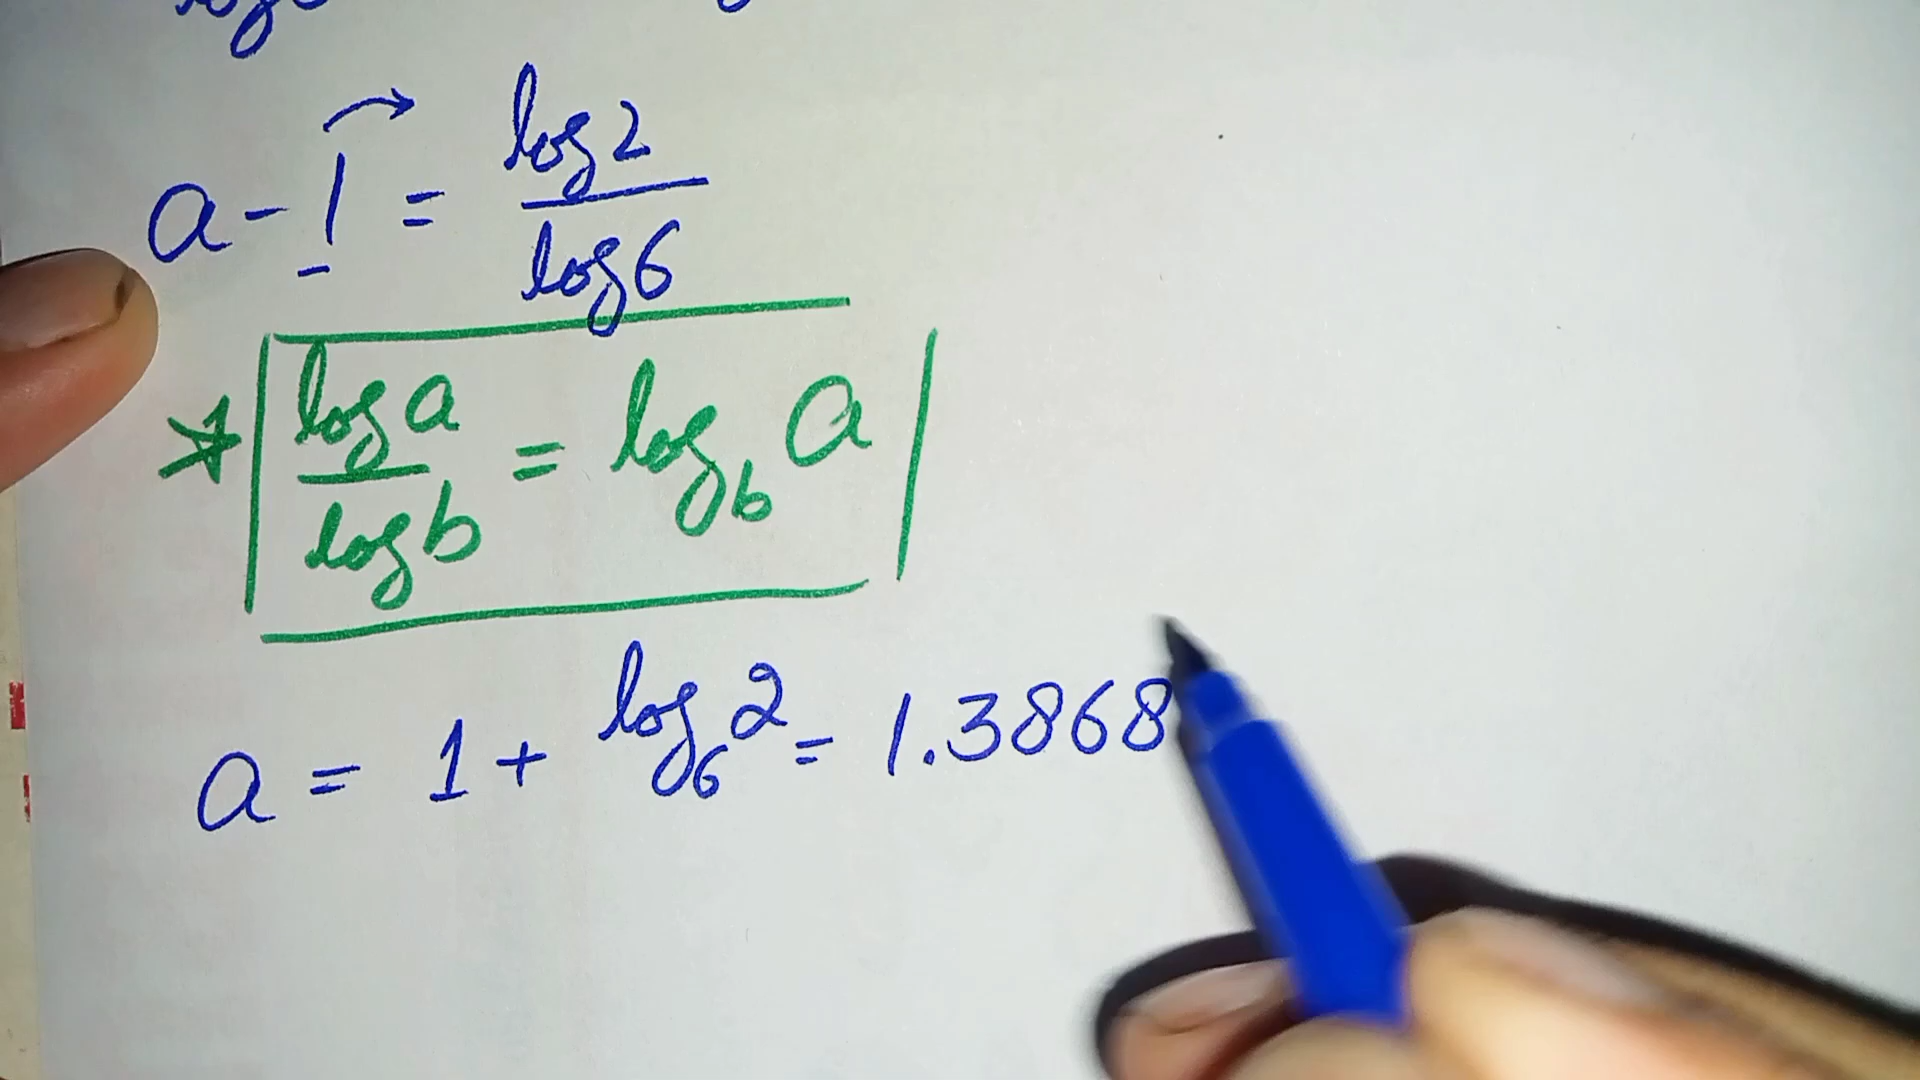 a - 1 = log 2 / log 6
* log a / log b = log_b a
a = 1 + log_6 2 = 1.3868